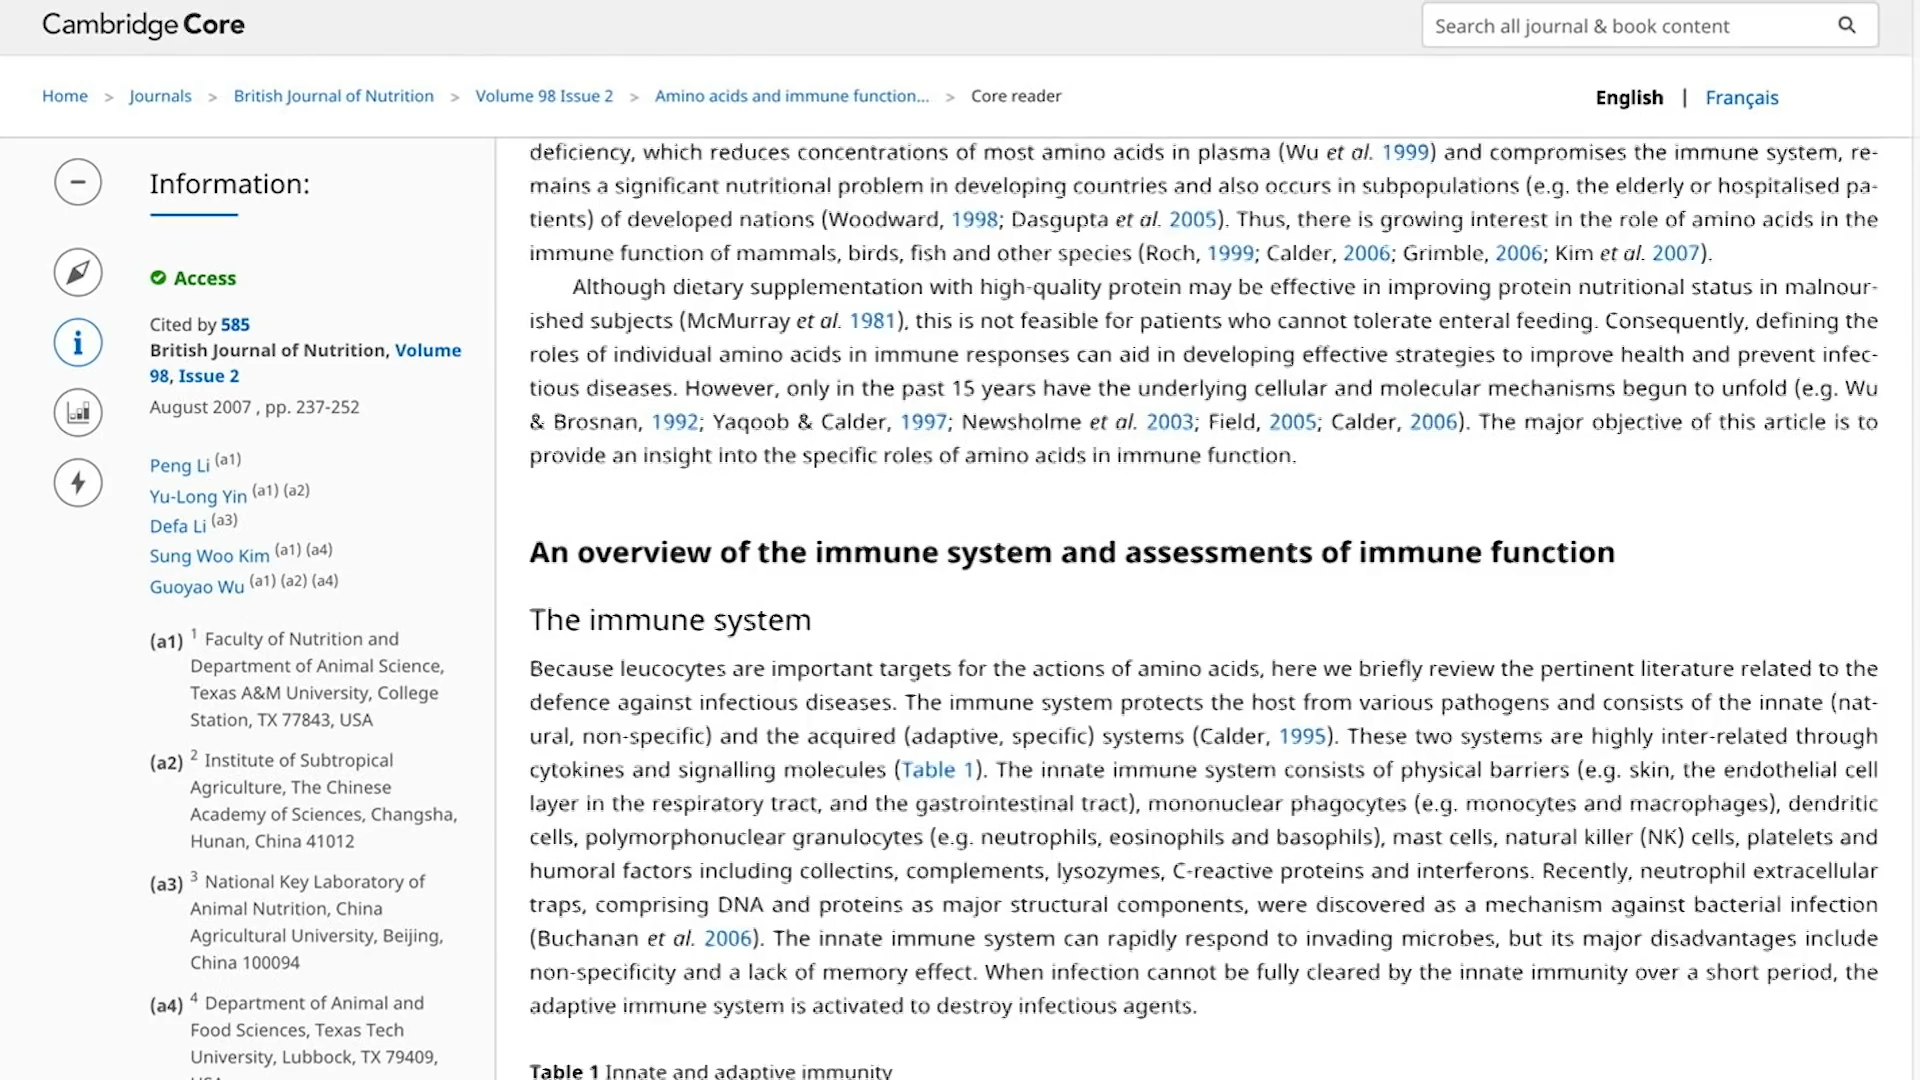 Cambridge Core
Search all journal & book content
Home > Journals > British Journal of Nutrition > Volume 98 Issue 2 > Amino acids and immune function... > Core reader
English | Français
Information:
Access
Cited by 585
British Journal of Nutrition, Volume
98, Issue 2
August 2007 , pp. 237-252
Peng Li (a1)
Yu-Long Yin (a1) (a2)
Defa Li (a3)
Sung Woo Kim (a1) (a4)
Guoyao Wu (a1) (a2) (a4)
(a1) 1 Faculty of Nutrition and
Department of Animal Science,
Texas A&M University, College
Station, TX 77843, USA
(a2) 2 Institute of Subtropical
Agriculture, The Chinese
Academy of Sciences, Changsha,
Hunan, China 41012
(a3) 3 National Key Laboratory of
Animal Nutrition, China
Agricultural University, Beijing,
China 100094
(a4) 4 Department of Animal and
Food Sciences, Texas Tech
University, Lubbock, TX 79409,
USA
deficiency, which reduces concentrations of most amino acids in plasma (Wu et al. 1999) and compromises the immune system, re-
mains a significant nutritional problem in developing countries and also occurs in subpopulations (e.g. the elderly or hospitalised pa-
tients) of developed nations (Woodward, 1998; Dasgupta et al. 2005). Thus, there is growing interest in the role of amino acids in the
immune function of mammals, birds, fish and other species (Roch, 1999; Calder, 2006; Grimble, 2006; Kim et al. 2007).
Although dietary supplementation with high-quality protein may be effective in improving protein nutritional status in malnour-
ished subjects (McMurray et al. 1981), this is not feasible for patients who cannot tolerate enteral feeding. Consequently, defining the
roles of individual amino acids in immune responses can aid in developing effective strategies to improve health and prevent infec-
tious diseases. However, only in the past 15 years have the underlying cellular and molecular mechanisms begun to unfold (e.g. Wu
& Brosnan, 1992; Yaqoob & Calder, 1997; Newsholme et al. 2003; Field, 2005; Calder, 2006). The major objective of this article is to
provide an insight into the specific roles of amino acids in immune function.
An overview of the immune system and assessments of immune function
The immune system
Because leucocytes are important targets for the actions of amino acids, here we briefly review the pertinent literature related to the
defence against infectious diseases. The immune system protects the host from various pathogens and consists of the innate (nat-
ural, non-specific) and the acquired (adaptive, specific) systems (Calder, 1995). These two systems are highly inter-related through
cytokines and signalling molecules (Table 1). The innate immune system consists of physical barriers (e.g. skin, the endothelial cell
layer in the respiratory tract, and the gastrointestinal tract), mononuclear phagocytes (e.g. monocytes and macrophages), dendritic
cells, polymorphonuclear granulocytes (e.g. neutrophils, eosinophils and basophils), mast cells, natural killer (NK) cells, platelets and
humoral factors including collectins, complements, lysozymes, C-reactive proteins and interferons. Recently, neutrophil extracellular
traps, comprising DNA and proteins as major structural components, were discovered as a mechanism against bacterial infection
(Buchanan et al. 2006). The innate immune system can rapidly respond to invading microbes, but its major disadvantages include
non-specificity and a lack of memory effect. When infection cannot be fully cleared by the innate immunity over a short period, the
adaptive immune system is activated to destroy infectious agents.
Table 1 Innate and adaptive immunity